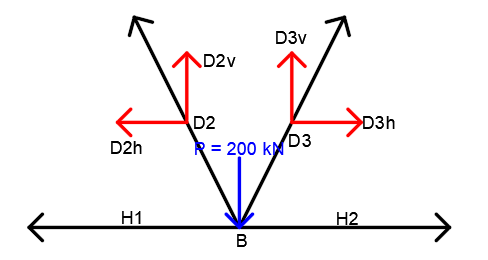 D3v
D2v
D2
D3h
D3
D2h
P = 200 kN
H1
H2
B